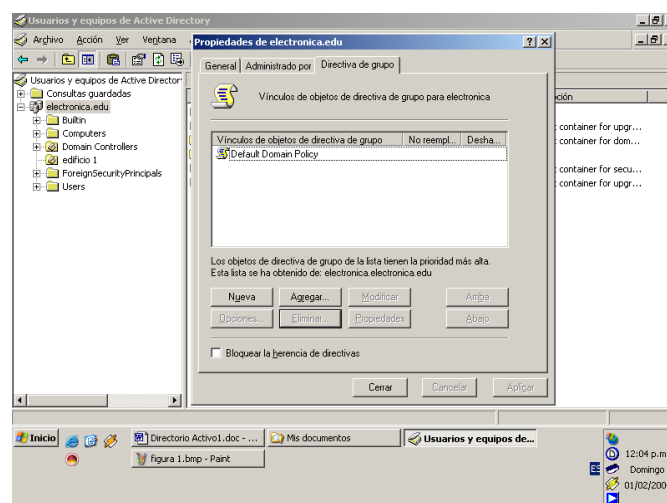 Usuarios y equipos de Active Directory
Archivo Acción Ver Ventana
Usuarios y equipos de Active Director
Consultas guardadas
electronica.edu
Builtin
Computers
Domain Controllers
edificio 1
ForeignSecurityPrincipals
Users
Propiedades de electronica.edu
General Administrado por Directiva de grupo
Vínculos de objetos de directiva de grupo para electronica
Vínculos de objetos de directiva de grupo No reempl... Desha...
Default Domain Policy
Los objetos de directiva de grupo de la lista tienen la prioridad más alta.
Esta lista se ha obtenido de: electronica.electronica.edu
Nueva Agregar... Modificar Arriba
Opciones... Eliminar... Propiedades Abajo
Bloquear la herencia de directivas
Cerrar Cancelar Aplicar
container for upgr...
container for dom...
container for secu...
container for upgr...
Inicio
Directorio Activo1.doc - ...
Mis documentos
Usuarios y equipos de...
figura 1.bmp - Paint
ES
12:04 p.m
Domingo
01/02/200